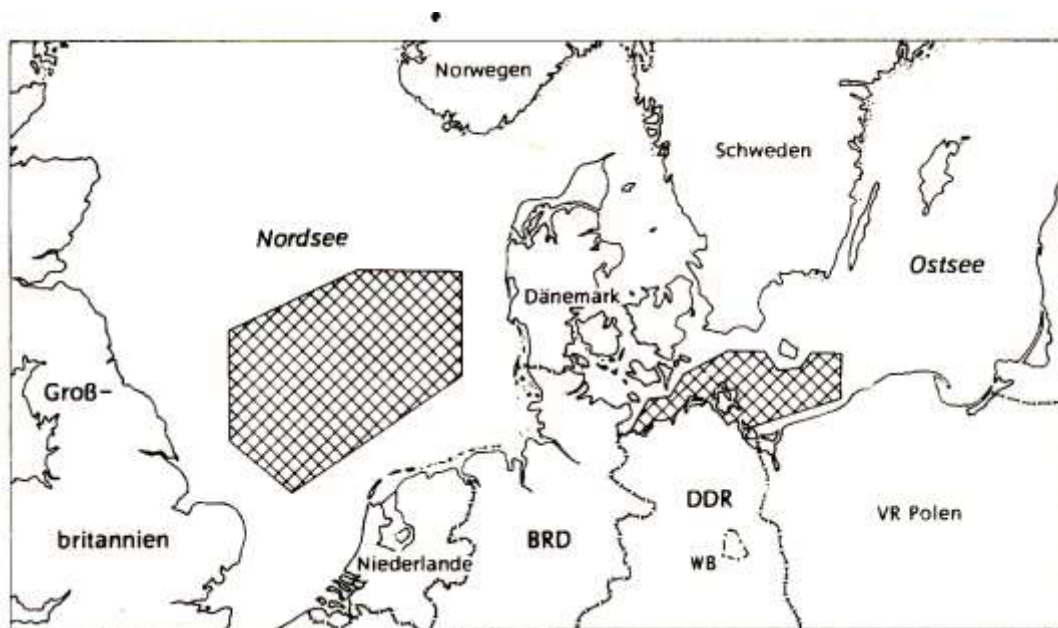 Norwegen
Schweden
Nordsee
Ostsee
Dänemark
Groß-
britannien
Niederlande
BRD
DDR
WB
VR Polen